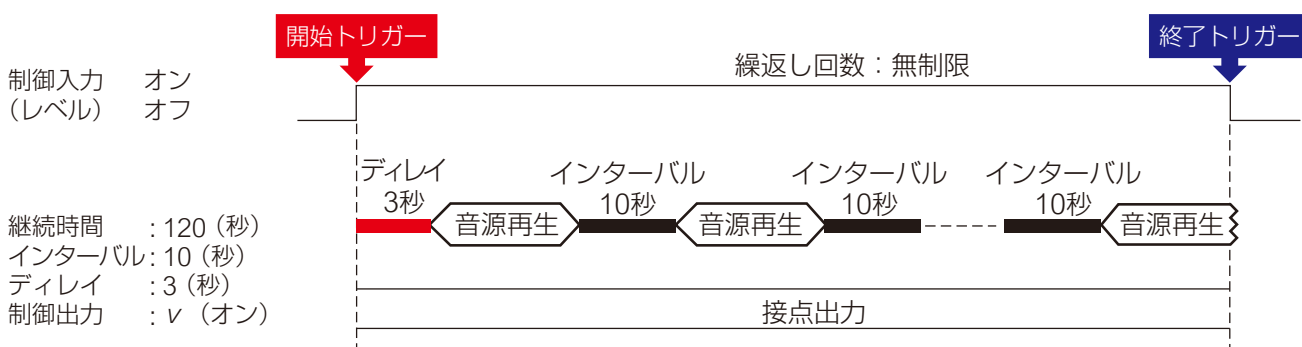 開始トリガー
終了トリガー
繰返し回数：無制限
制御入力 オン
（レベル） オフ
ディレイ
3秒
インターバル
10秒
インターバル
10秒
インターバル
10秒
音源再生
音源再生
音源再生
継続時間 : 120（秒）
インターバル : 10（秒）
ディレイ : 3（秒）
制御出力 : v （オン）
接点出力